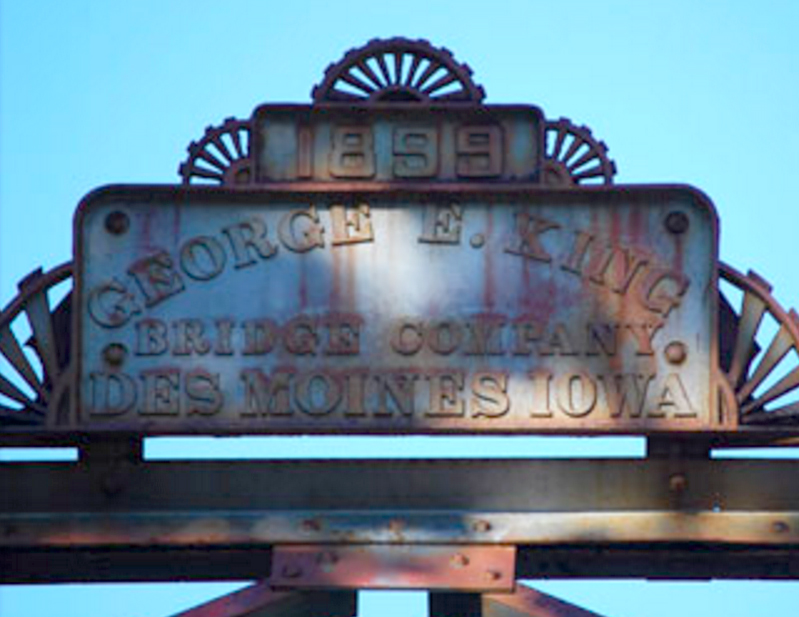 1899
GEORGE E. KING
BRIDGE COMPANY
DES MOINES IOWA